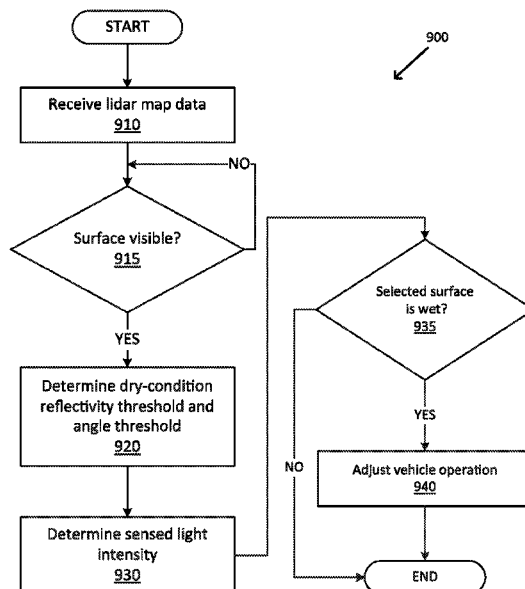 START
900
Receive lidar map data
910
NO
Surface visible?
915
YES
Determine dry-condition
reflectivity threshold and
angle threshold
920
Determine sensed light
intensity
930
Selected surface
is wet?
935
YES
NO
Adjust vehicle operation
940
END